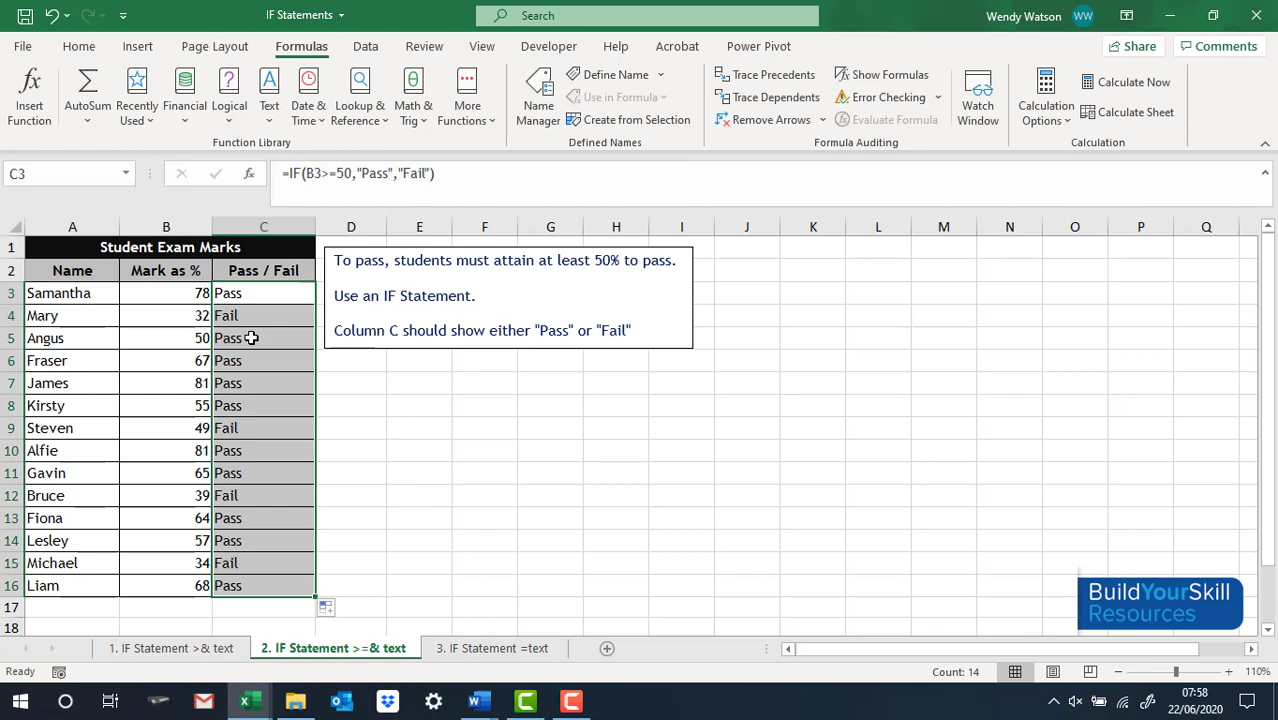 IF Statements
Search
Wendy Watson WW
File Home Insert Page Layout Formulas Data Review View Developer Help Acrobat Power Pivot Share Comments
Insert Function
AutoSum
Recently Used
Financial
Logical
Text
Date & Time
Lookup & Reference
Math & Trig
More Functions
Function Library
Name Manager
Define Name
Use in Formula
Create from Selection
Defined Names
Trace Precedents
Trace Dependents
Remove Arrows
Show Formulas
Error Checking
Evaluate Formula
Formula Auditing
Watch Window
Calculation Options
Calculate Now
Calculate Sheet
Calculation
C3 fx =IF(B3>=50,"Pass","Fail")
A B C D E F G H I J K L M N O P Q
1 Student Exam Marks
2 Name Mark as % Pass / Fail
3 Samantha 78 Pass
4 Mary 32 Fail
5 Angus 50 Pass
6 Fraser 67 Pass
7 James 81 Pass
8 Kirsty 55 Pass
9 Steven 49 Fail
10 Alfie 81 Pass
11 Gavin 65 Pass
12 Bruce 39 Fail
13 Fiona 64 Pass
14 Lesley 57 Pass
15 Michael 34 Fail
16 Liam 68 Pass
17
18
To pass, students must attain at least 50% to pass.
Use an IF Statement.
Column C should show either "Pass" or "Fail"
BuildYourSkill
Resources
1. IF Statement >& text 2. IF Statement >=& text 3. IF Statement =text
Ready Count: 14 110%
07:58
22/06/2020